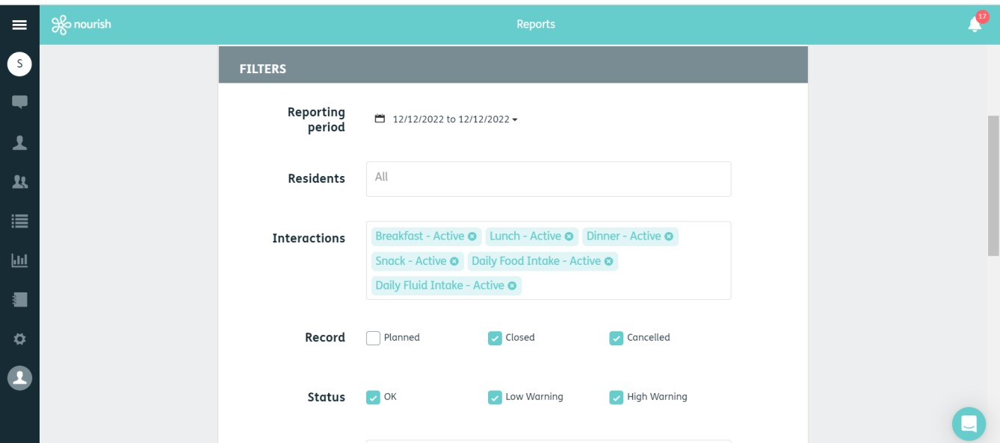 nourish
Reports
17
S
FILTERS
Reporting
period
12/12/2022 to 12/12/2022
Residents
All
Interactions
Breakfast - Active Lunch - Active Dinner - Active
Snack - Active Daily Food Intake - Active
Daily Fluid Intake - Active
Record
Planned Closed Cancelled
Status
OK Low Warning High Warning